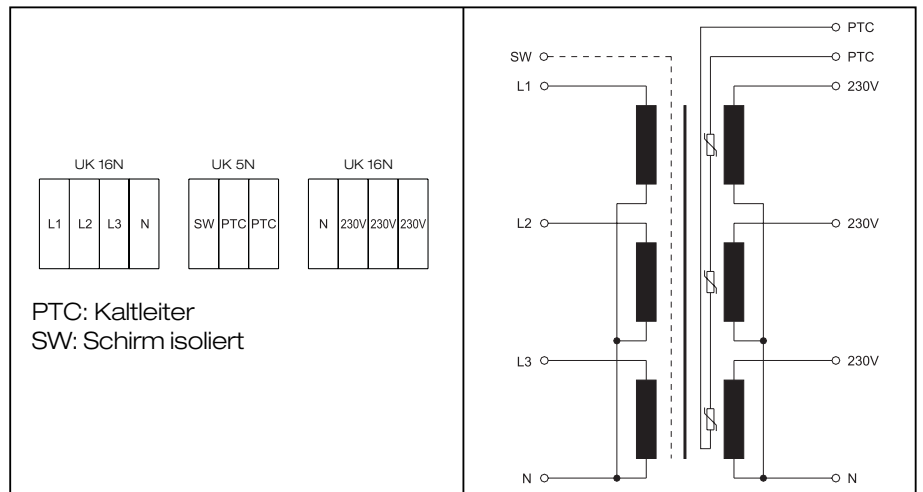 UK 16N
L1 L2 L3 N
UK 5N
SW PTC PTC
UK 16N
N 230V 230V 230V
PTC: Kaltleiter
SW: Schirm isoliert
PTC
SW PTC
L1 230V
L2 230V
L3 230V
N N